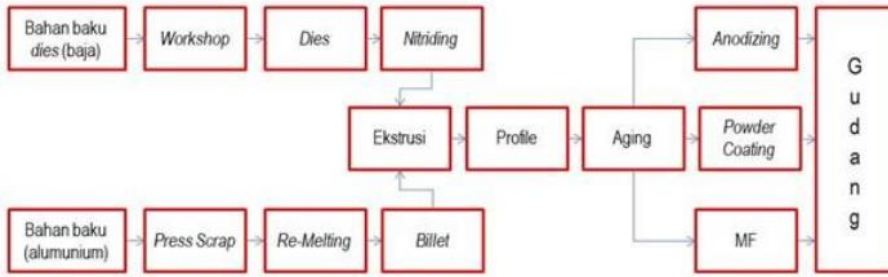 Bahan baku
dies (baja)
Workshop
Dies
Nitriding
Anodizing
Ekstrusi
Profile
Aging
Powder
Coating
Gudang
Bahan baku
(alumunium)
Press Scrap
Re-Melting
Billet
MF